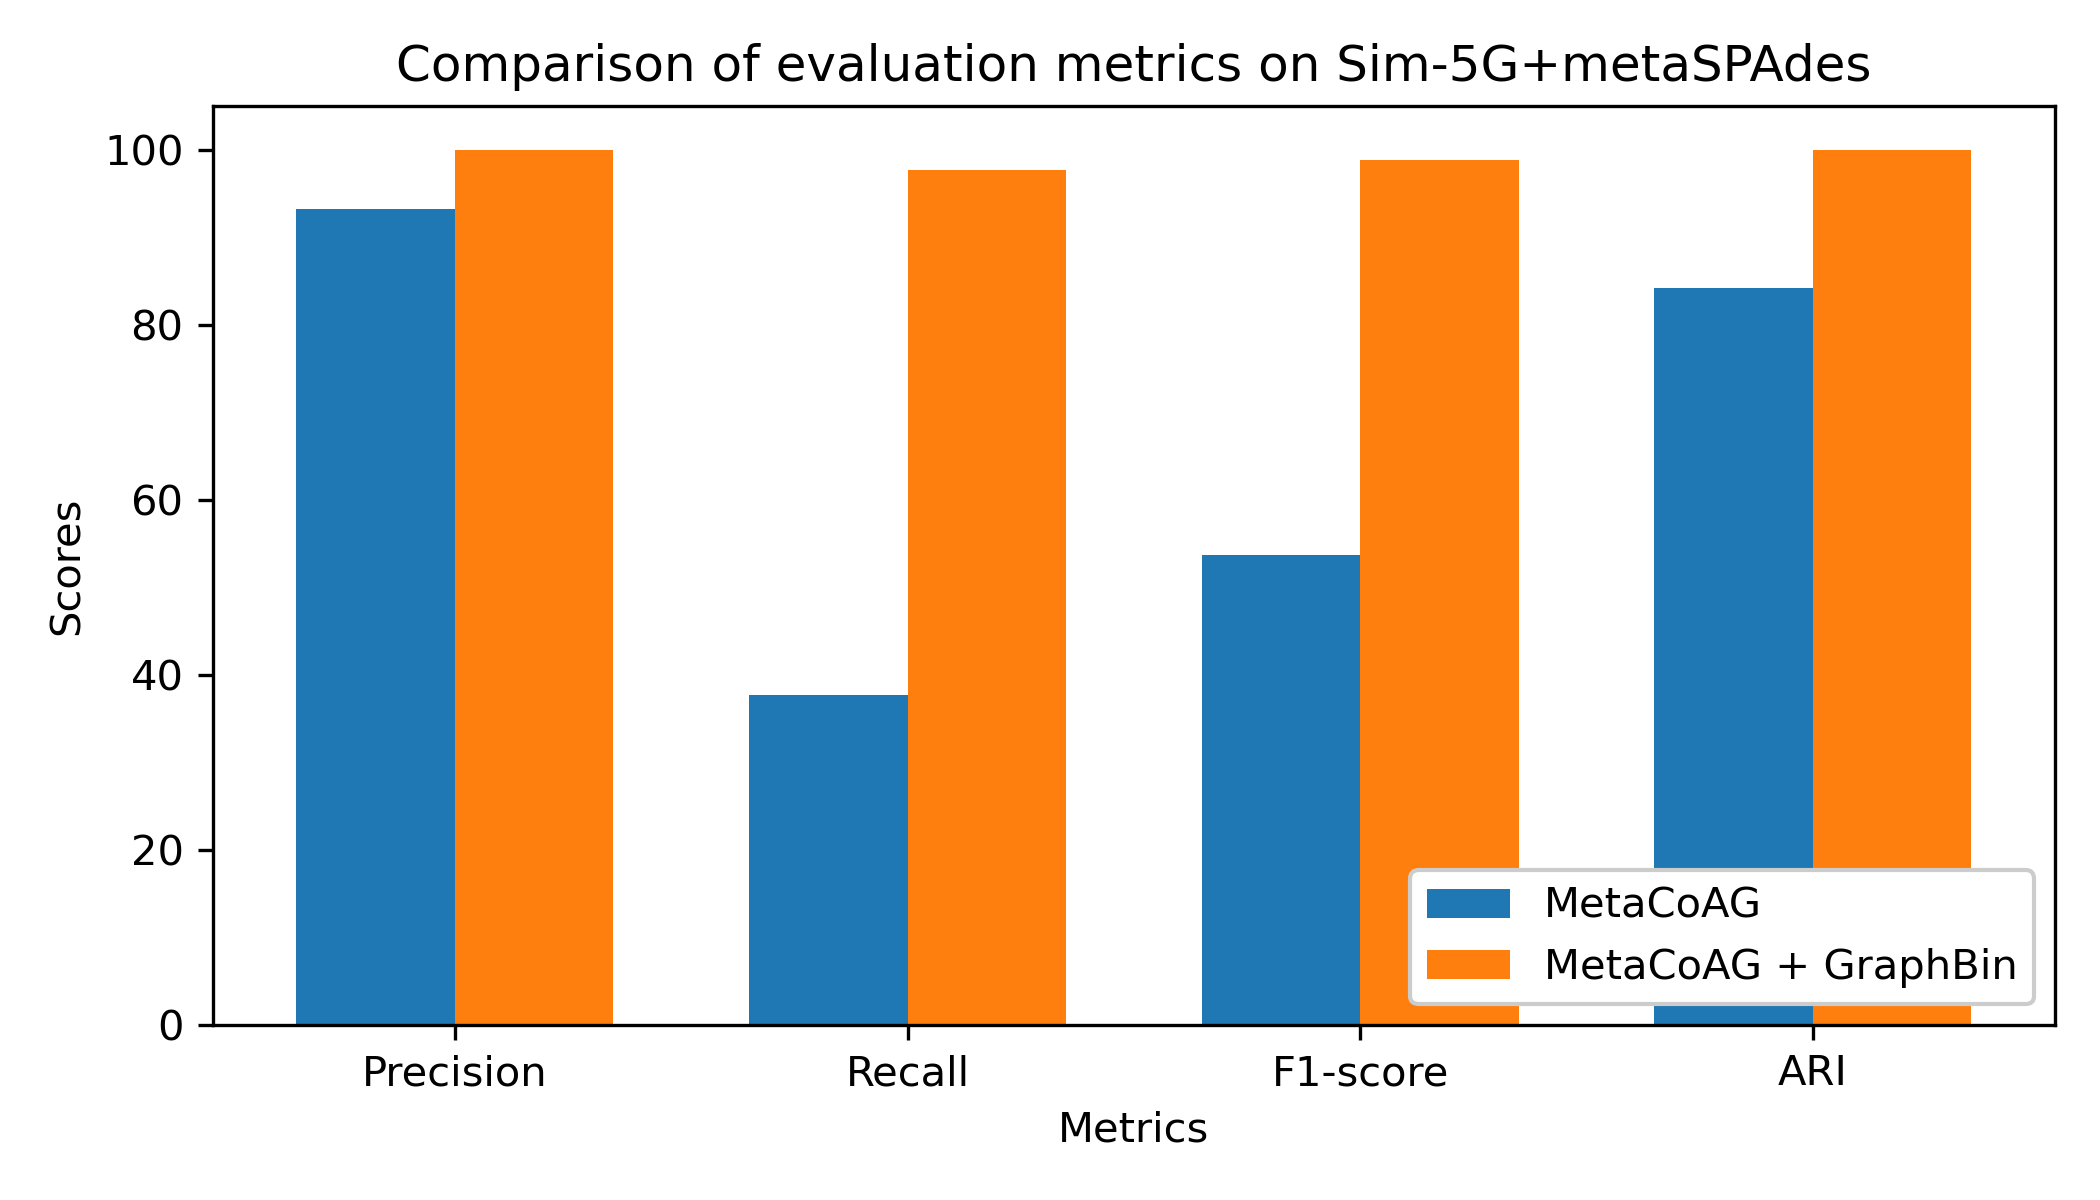 Comparison of evaluation metrics on Sim-5G+metaSPAdes
100
80
60
40
20
0
Scores
Precision
Recall
F1-score
ARI
Metrics
MetaCoAG
MetaCoAG + GraphBin